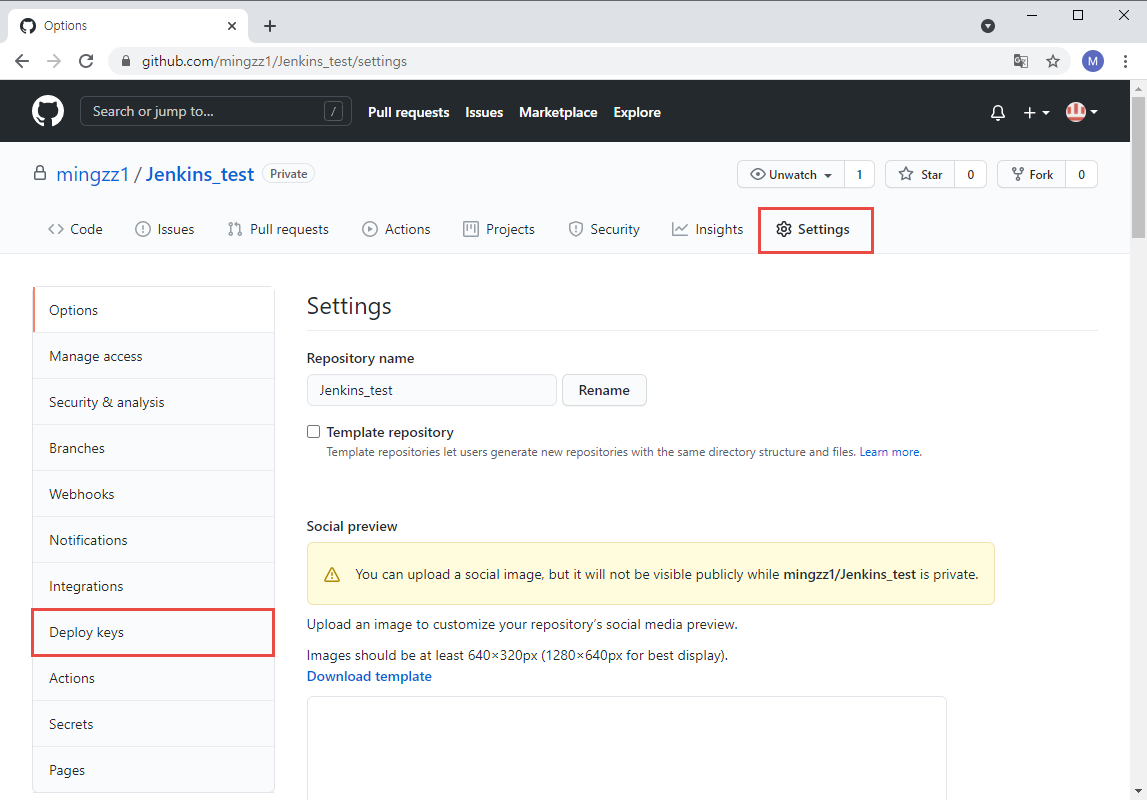 Options
github.com/mingzz1/Jenkins_test/settings
M
Search or jump to...
/
Pull requests
Issues
Marketplace
Explore
mingzz1 / Jenkins_test
Private
Unwatch
1
Star
0
Fork
0
Code
Issues
Pull requests
Actions
Projects
Security
Insights
Settings
Options
Manage access
Security & analysis
Branches
Webhooks
Notifications
Integrations
Deploy keys
Actions
Secrets
Pages
Settings
Repository name
Jenkins_test
Rename
Template repository
Template repositories let users generate new repositories with the same directory structure and files. Learn more.
Social preview
You can upload a social image, but it will not be visible publicly while mingzz1/Jenkins_test is private.
Upload an image to customize your repository’s social media preview.
Images should be at least 640×320px (1280×640px for best display).
Download template